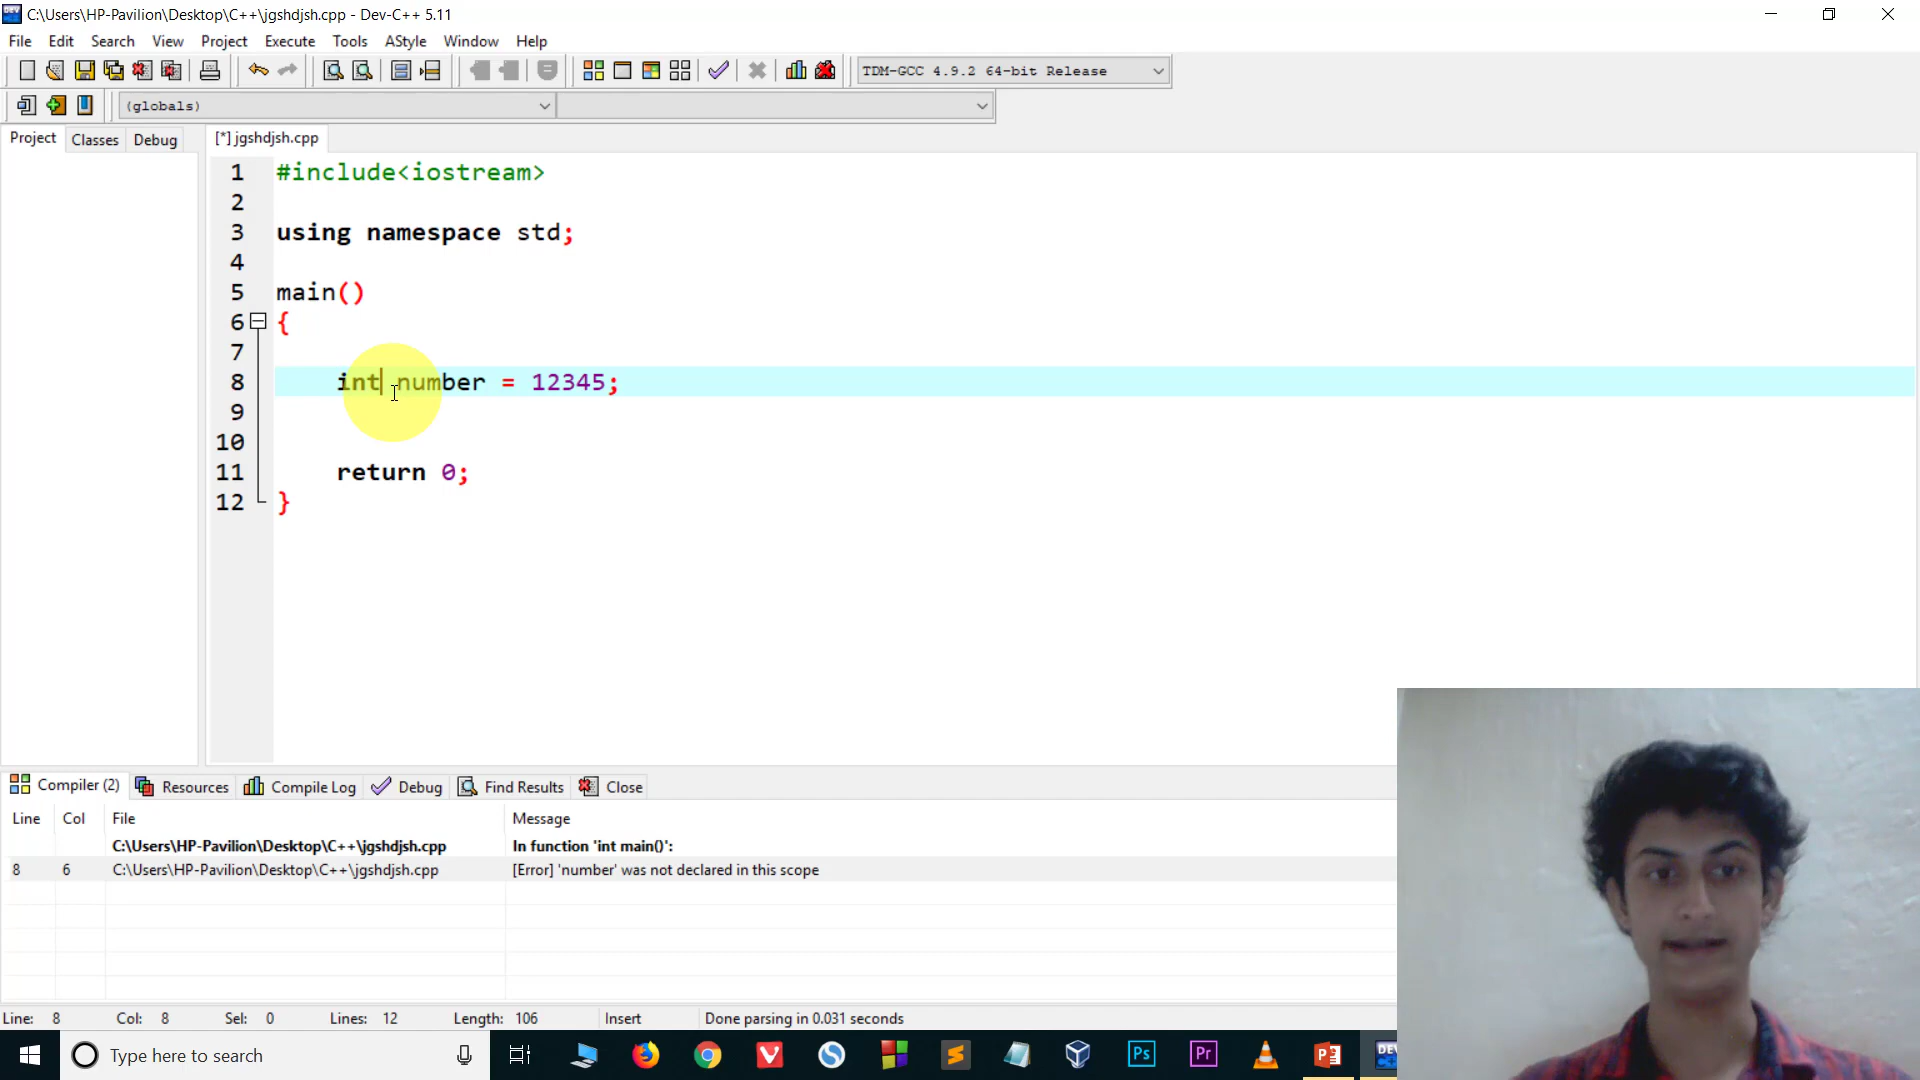 C:\Users\HP-Pavilion\Desktop\C++\jgshdjsh.cpp - Dev-C++ 5.11
File Edit Search View Project Execute Tools AStyle Window Help
TDM-GCC 4.9.2 64-bit Release
(globals)
Project Classes Debug [*] jgshdjsh.cpp
1 #include<iostream>
2
3 using namespace std;
4
5 main()
6 {
7
8 int number = 12345;
9
10
11 return 0;
12 }
Compiler (2) Resources Compile Log Debug Find Results Close
Line Col File Message
C:\Users\HP-Pavilion\Desktop\C++\jgshdjsh.cpp In function 'int main()':
8 6 C:\Users\HP-Pavilion\Desktop\C++\jgshdjsh.cpp [Error] 'number' was not declared in this scope
Line: 8 Col: 8 Sel: 0 Lines: 12 Length: 106 Insert Done parsing in 0.031 seconds
Type here to search Ps Pr DEV